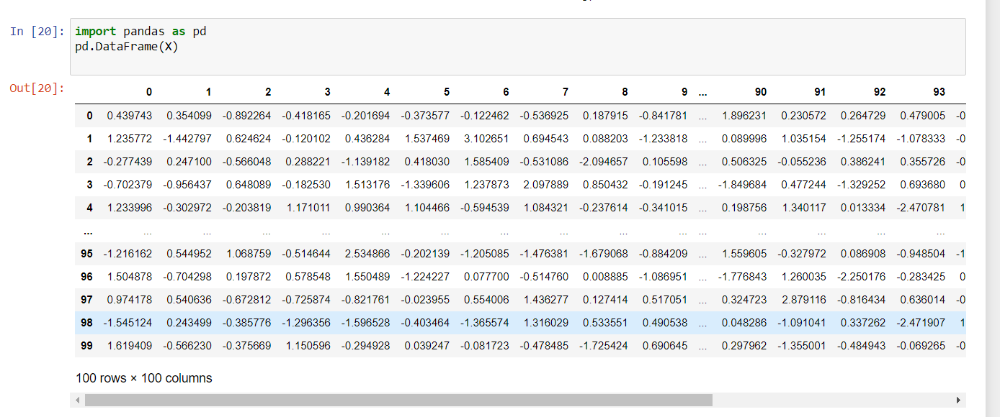 In [20]: import pandas as pd
pd.DataFrame(X)
Out[20]:
0 1 2 3 4 5 6 7 8 9 ... 90 91 92 93
0 0.439743 0.354099 -0.892264 -0.418165 -0.201694 -0.373577 -0.122462 -0.536925 0.187915 -0.841781 ... 1.896231 0.230572 0.264729 0.479005 -0
1 1.235772 -1.442797 0.624624 -0.120102 0.436284 1.537469 3.102651 0.694543 0.088203 -1.233818 ... 0.089996 1.035154 -1.255174 -1.078333 -0
2 -0.277439 0.247100 -0.566048 0.288221 -1.139182 0.418030 1.585409 -0.531086 -2.094657 0.105598 ... 0.506325 -0.055236 0.386241 0.355726 -0
3 -0.702379 -0.956437 0.648089 -0.182530 1.513176 -1.339606 1.237873 2.097889 0.850432 -0.191245 ... -1.849684 0.477244 -1.329252 0.693680 0
4 1.233996 -0.302972 -0.203819 1.171011 0.990364 1.104466 -0.594539 1.084321 -0.237614 -0.341015 ... 0.198756 1.340117 0.013334 -2.470781 1
... ... ... ... ... ... ... ... ... ... ... ... ... ... ... ...
95 -1.216162 0.544952 1.068759 -0.514644 2.534866 -0.202139 -1.205085 -1.476381 -1.679068 -0.884209 ... 1.559605 -0.327972 0.086908 -0.948504 -1
96 1.504878 -0.704298 0.197872 0.578548 1.550489 -1.224227 0.077700 -0.514760 0.008885 -1.086951 ... -1.776843 1.260035 -2.250176 -0.283425 0
97 0.974178 0.540636 -0.672812 -0.725874 -0.821761 -0.023955 0.554006 1.436277 0.127414 0.517051 ... 0.324723 2.879116 -0.816434 0.636014 -0
98 -1.545124 0.243499 -0.385776 -1.296356 -1.596528 -0.403464 -1.365574 1.316029 0.533551 0.490538 ... 0.048286 -1.091041 0.337262 -2.471907 1
99 1.619409 -0.566230 -0.375669 1.150596 -0.294928 0.039247 -0.081723 -0.478485 -1.725424 0.690645 ... 0.297962 -1.355001 -0.484943 -0.069265 -0
100 rows × 100 columns